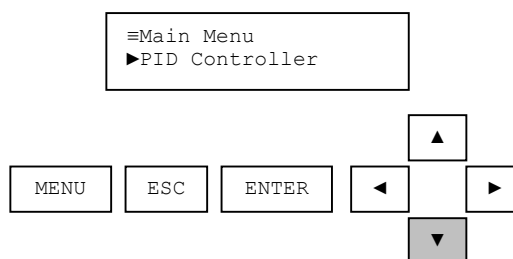 ≡Main Menu
►PID Controller
▲
MENU ESC ENTER ◄ ►
▼